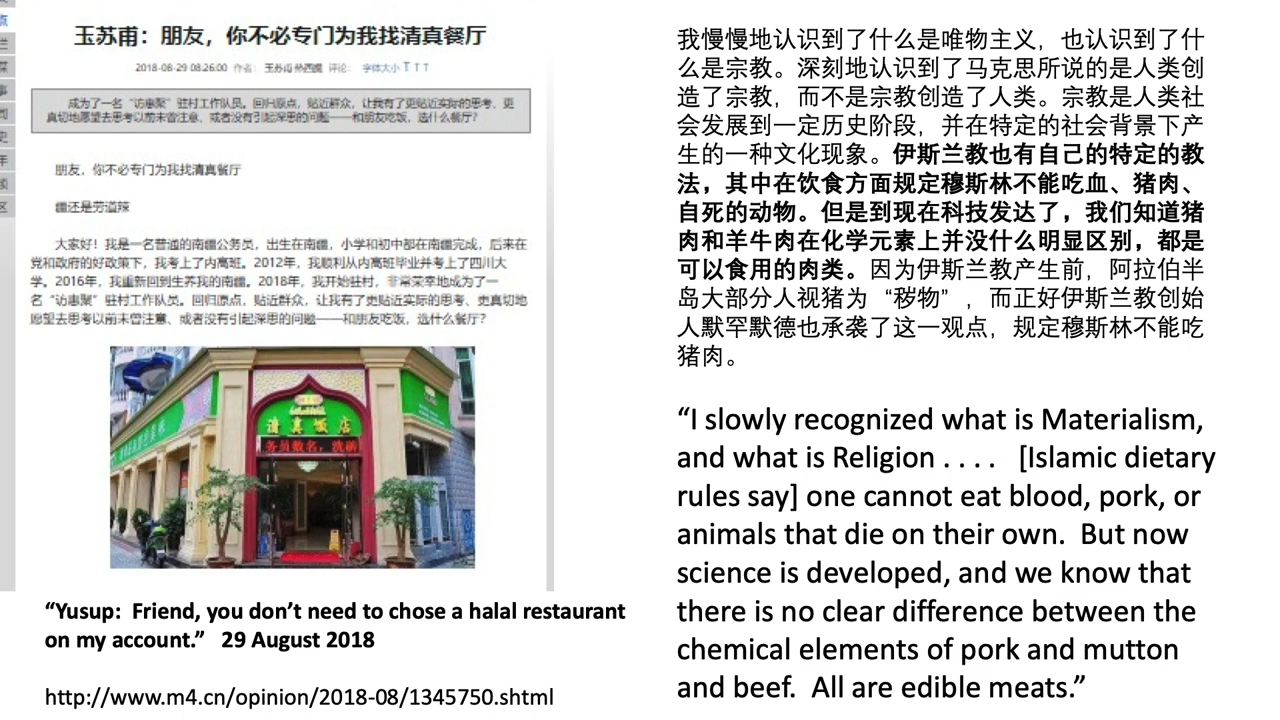 点
栏
事
史
年
区
玉苏甫：朋友，你不必专门为我找清真餐厅
2018-08-29 08:26:00 作者： 玉苏甫 评论： 字体大小 T T T
成为了一名“访惠聚”驻村工作队员。回归原点，贴近群众，让我有了更贴近实际的思考、更
真切地愿望去思考以前未曾注意、或者没有引起深思的问题——和朋友吃饭，选什么餐厅？
朋友，你不必专门为我找清真餐厅
疆还是劳道辣
大家好！我是一名普通的南疆公务员，出生在南疆，小学和初中都在南疆完成，后来在
党和政府的好政策下，我考上了内高班。2012年，我顺利从内高班毕业并考上了四川大
学。2016年，我重新回到生养我的南疆。2018年，我开始驻村，非常荣幸地成为了一
名“访惠聚”驻村工作队员。回归原点，贴近群众，让我有了更贴近实际的思考、更真切地
愿望去思考以前未曾注意、或者没有引起深思的问题——和朋友吃饭，选什么餐厅？
清真饭店
“Yusup:  Friend, you don’t need to chose a halal restaurant
on my account.”   29 August 2018
http://www.m4.cn/opinion/2018-08/1345750.shtml
我慢慢地认识到了什么是唯物主义，也认识到了什
么是宗教。深刻地认识到了马克思所说的是人类创
造了宗教，而不是宗教创造了人类。宗教是人类社
会发展到一定历史阶段，并在特定的社会背景下产
生的一种文化现象。伊斯兰教也有自己的特定的教
法，其中在饮食方面规定穆斯林不能吃血、猪肉、
自死的动物。但是到现在科技发达了，我们知道猪
肉和羊牛肉在化学元素上并没什么明显区别，都是
可以食用的肉类。因为伊斯兰教产生前，阿拉伯半
岛大部分人视猪为“秽物”，而正好伊斯兰教创始
人默罕默德也承袭了这一观点，规定穆斯林不能吃
猪肉。
“I slowly recognized what is Materialism,
and what is Religion . . . .   [Islamic dietary
rules say] one cannot eat blood, pork, or
animals that die on their own.  But now
science is developed, and we know that
there is no clear difference between the
chemical elements of pork and mutton
and beef.  All are edible meats.”